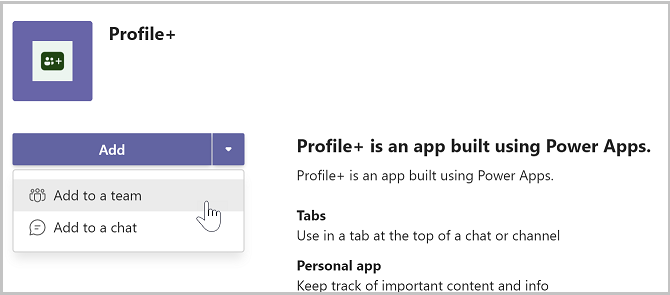 Profile+
Add
Add to a team
Add to a chat
Profile+ is an app built using Power Apps.
Profile+ is an app built using Power Apps.
Tabs
Use in a tab at the top of a chat or channel
Personal app
Keep track of important content and info